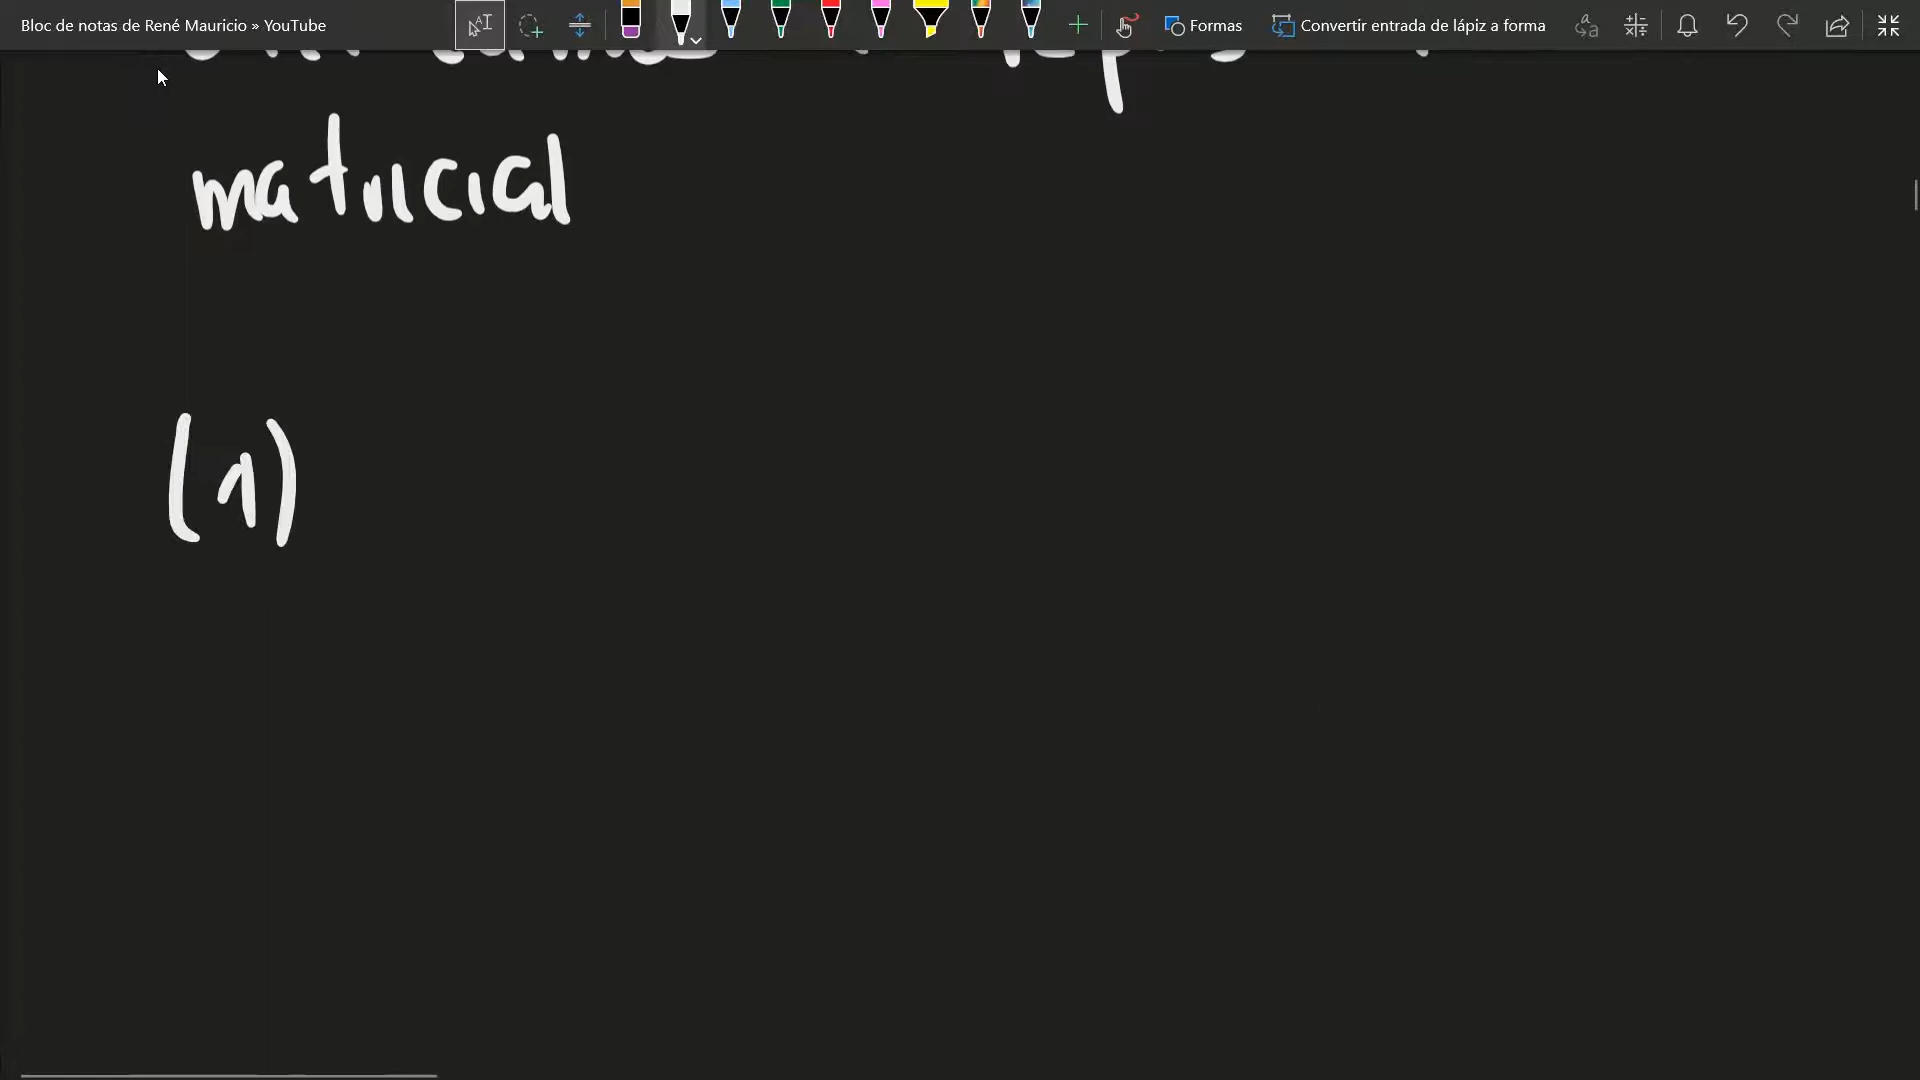 Bloc de notas de René Mauricio » YouTube
Formas
Convertir entrada de lápiz a forma
matricial
(1)